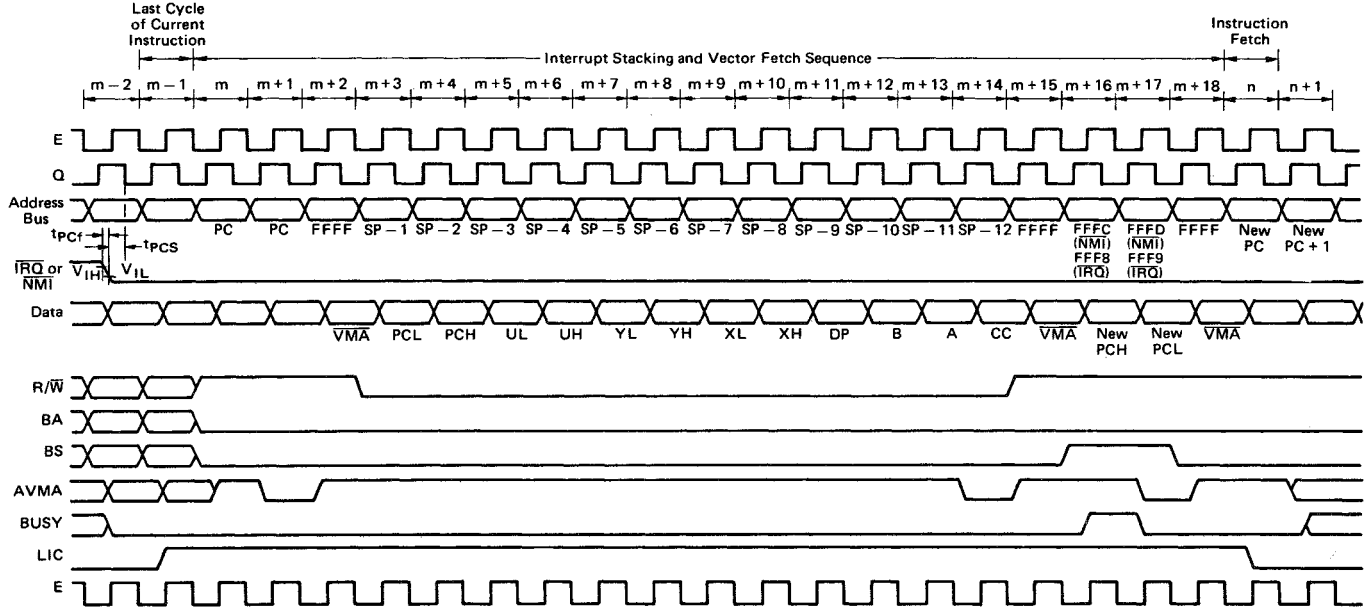 Last Cycle
of Current
Instruction
Instruction
Fetch
Interrupt Stacking and Vector Fetch Sequence
m – 2 m – 1 m m + 1 m + 2 m + 3 m + 4 m + 5 m + 6 m + 7 m + 8 m + 9 m + 10 m + 11 m + 12 m + 13 m + 14 m + 15 m + 16 m + 17 m + 18 n n + 1
E
Q
Address
Bus
PC PC FFFF SP – 1 SP – 2 SP – 3 SP – 4 SP – 5 SP – 6 SP – 7 SP – 8 SP – 9 SP – 10 SP – 11 SP – 12 FFFF FFFC FFFD FFFF New New
(NMI) (NMI) PC PC + 1
FFF8 FFF9
(IRQ) (IRQ)
tPCf
tPCS
IRQ or
NMI
VIH
VIL
Data
VMA PCL PCH UL UH YL YH XL XH DP B A CC VMA New New VMA
PCH PCL
R/W
BA
BS
AVMA
BUSY
LIC
E